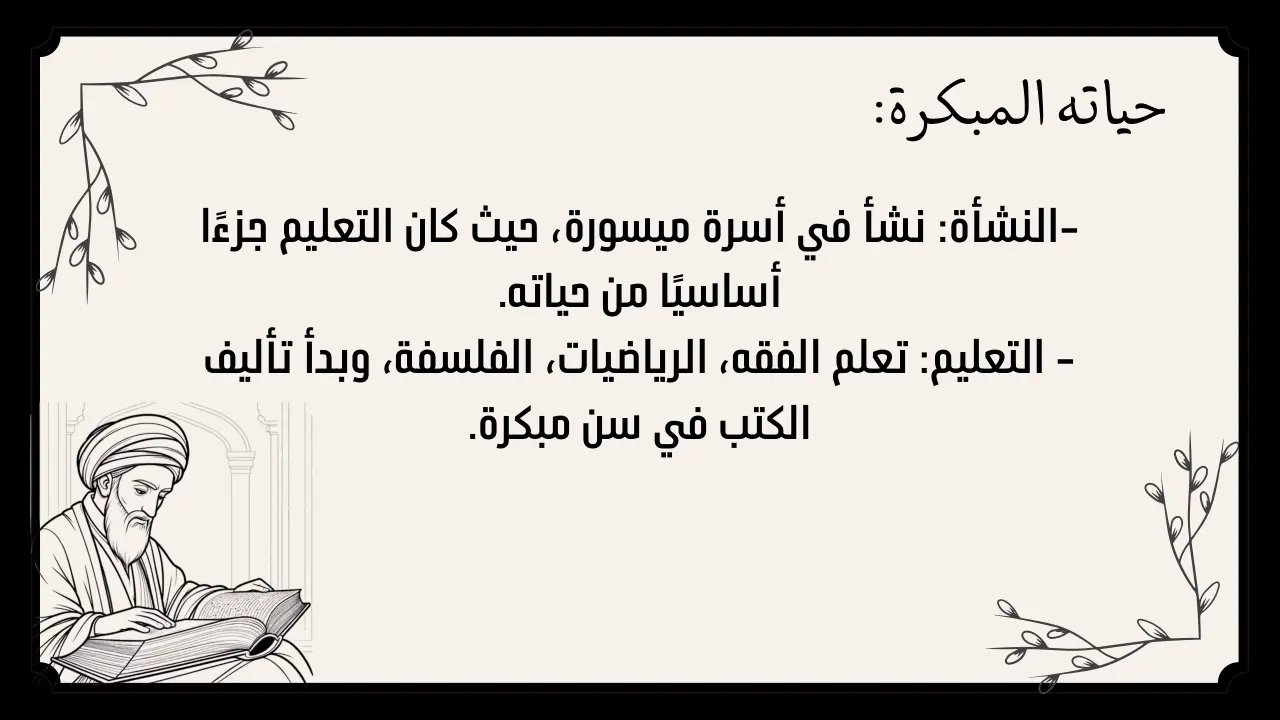 حياته المبكرة:
-النشأة: نشأ في أسرة ميسورة، حيث كان التعليم جزءًا
أساسيًا من حياته.
- التعليم: تعلم الفقه، الرياضيات، الفلسفة، وبدأ تأليف
الكتب في سن مبكرة.